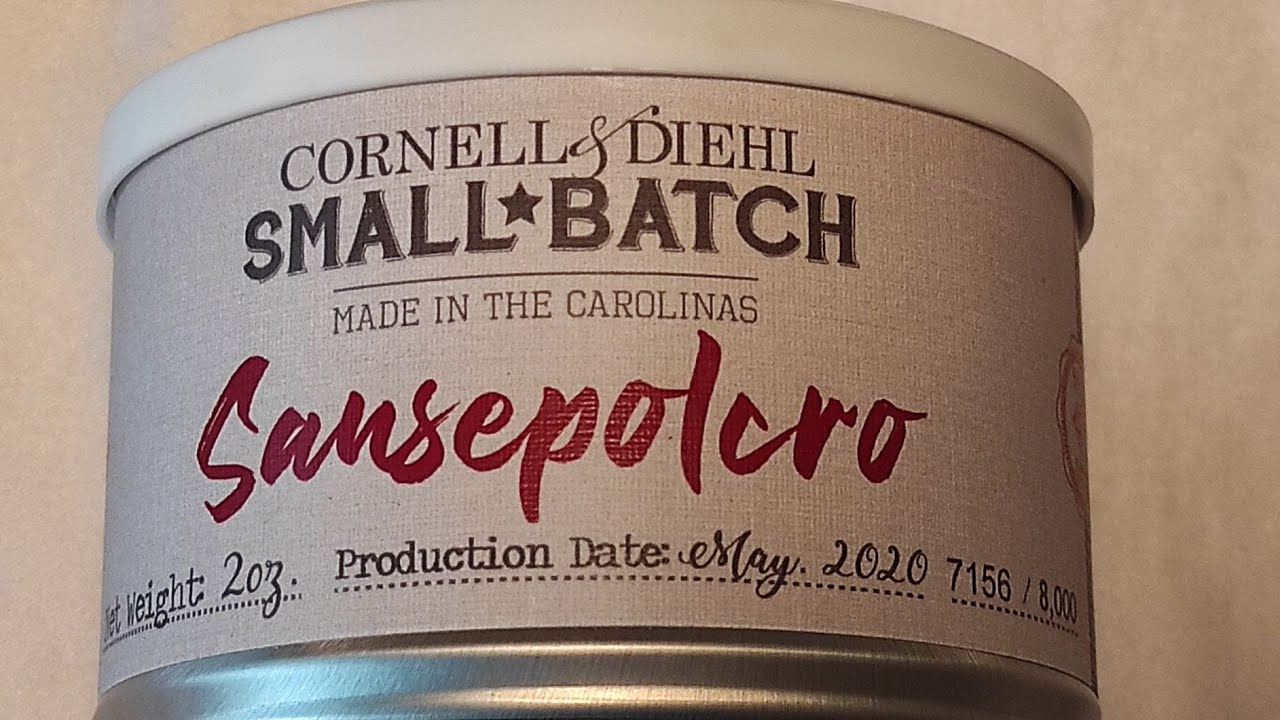 CORNELL & DIEHL
SMALL★BATCH
MADE IN THE CAROLINAS
Sansepolcro
Net Weight: 2oz. Production Date: May. 2020 7156 / 8,000